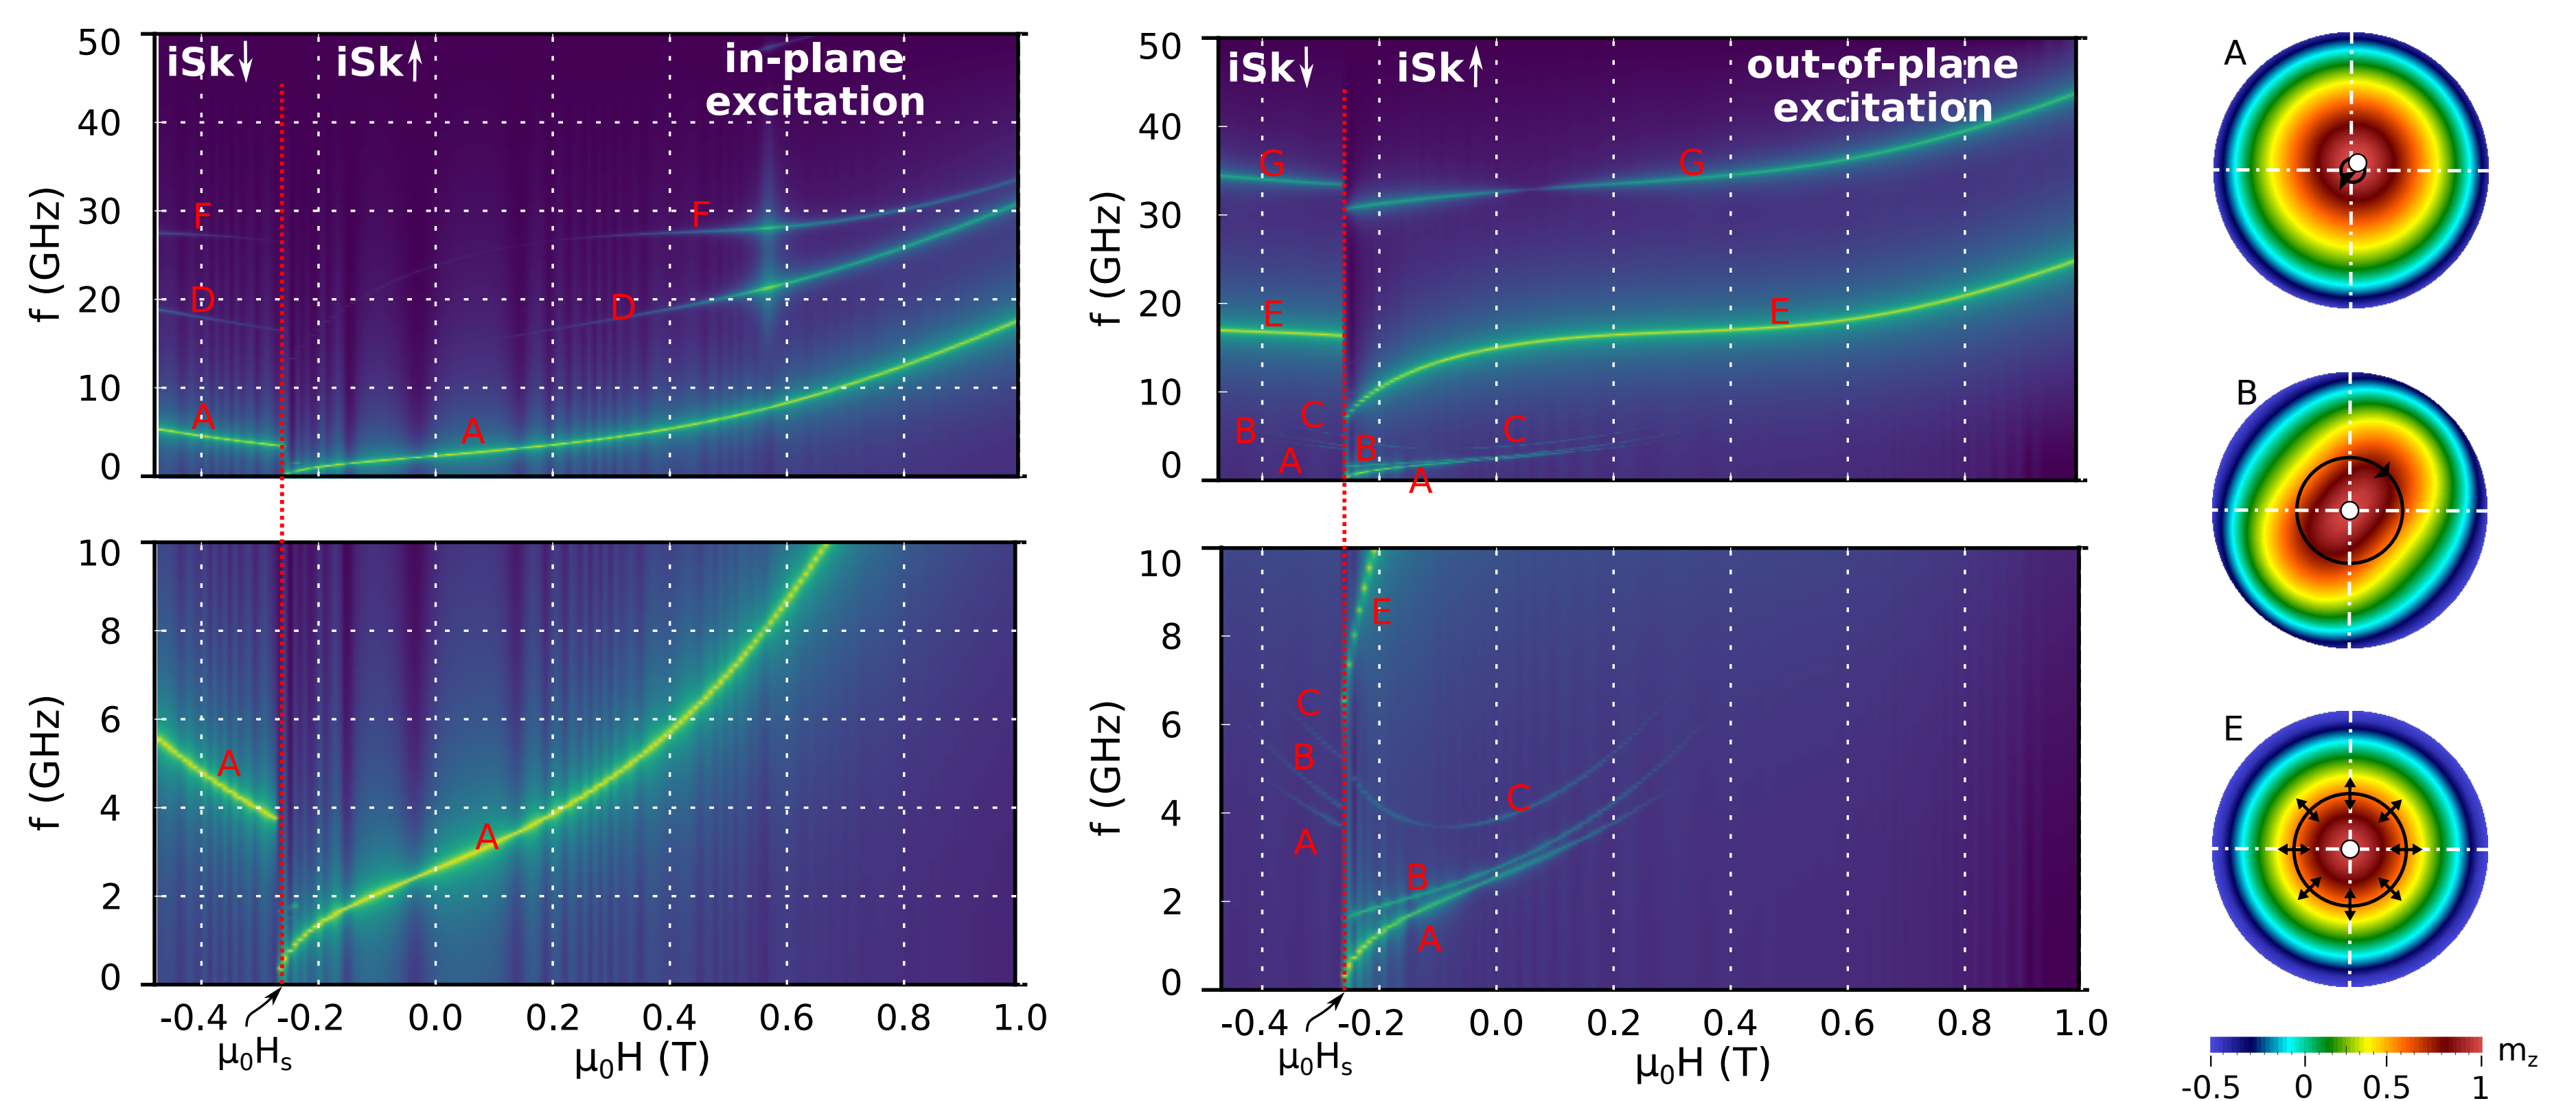 iSk↓
iSk↑
in-plane
excitation
f (GHz)
50
40
30
20
10
0
F
D
A
F
D
A
f (GHz)
10
8
6
4
2
0
A
A
-0.4
-0.2
0.0
0.2
0.4
0.6
0.8
1.0
μ₀Hₛ
μ₀H (T)
iSk↓
iSk↑
out-of-plane
excitation
f (GHz)
50
40
30
20
10
0
G
E
B
C
A
G
E
B
C
A
f (GHz)
10
8
6
4
2
0
E
C
B
A
C
B
A
-0.4
-0.2
0.0
0.2
0.4
0.6
0.8
1.0
μ₀Hₛ
μ₀H (T)
A
B
E
m_z
-0.5
0
0.5
1